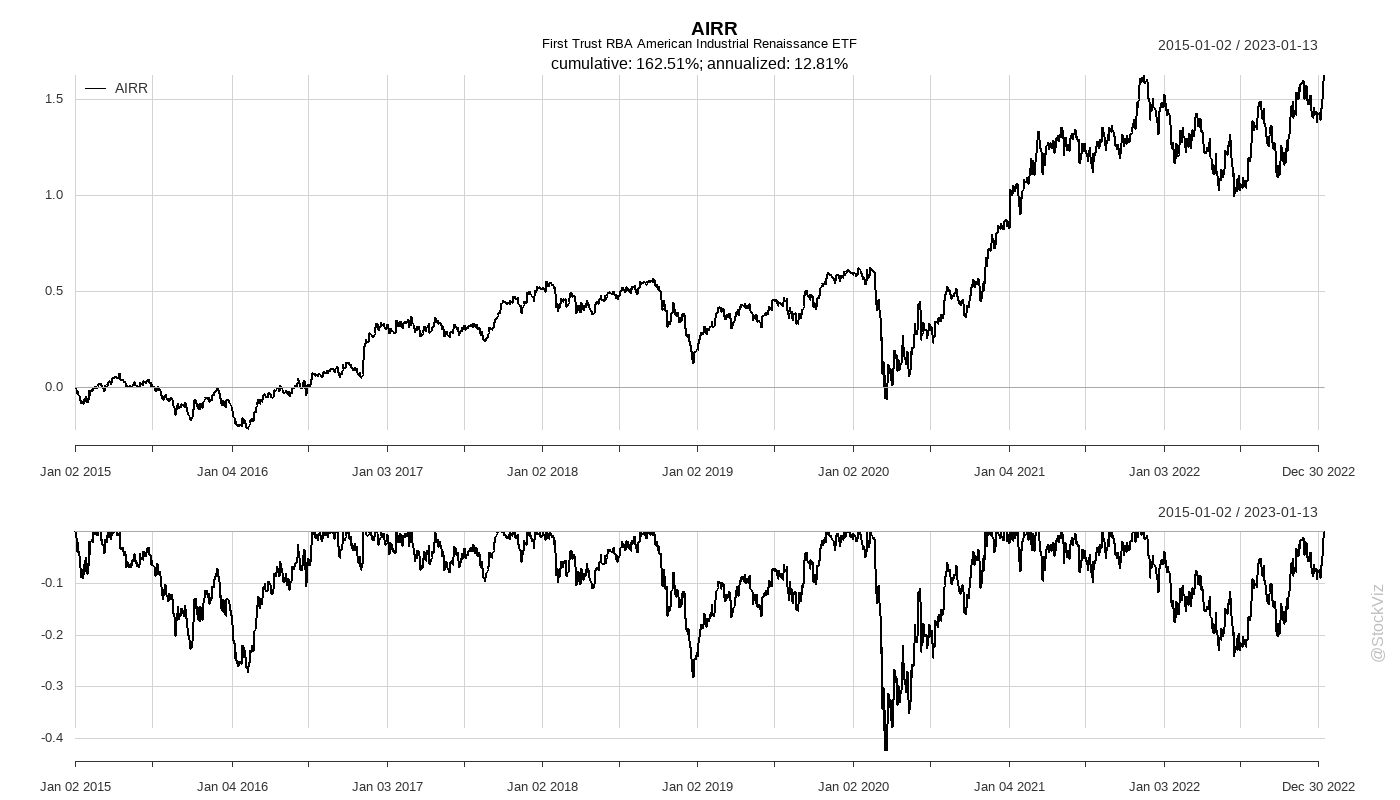 AIRR
First Trust RBA American Industrial Renaissance ETF
2015-01-02 / 2023-01-13
cumulative: 162.51%; annualized: 12.81%
AIRR
1.5
1.0
0.5
0.0
Jan 02 2015 Jan 04 2016 Jan 03 2017 Jan 02 2018 Jan 02 2019 Jan 02 2020 Jan 04 2021 Jan 03 2022 Dec 30 2022
2015-01-02 / 2023-01-13
-0.1
-0.2
-0.3
-0.4
Jan 02 2015 Jan 04 2016 Jan 03 2017 Jan 02 2018 Jan 02 2019 Jan 02 2020 Jan 04 2021 Jan 03 2022 Dec 30 2022
@StockViz